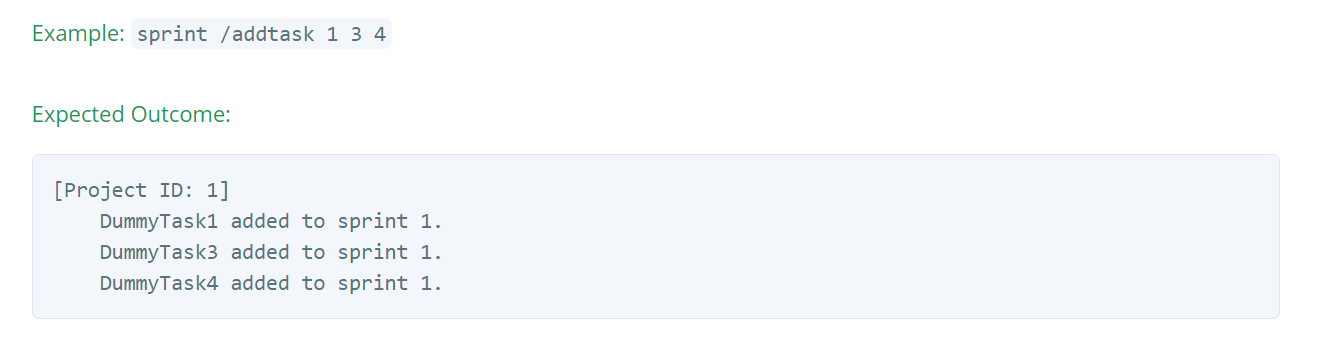 Example: sprint /addtask 1 3 4
Expected Outcome:
[Project ID: 1]
    DummyTask1 added to sprint 1.
    DummyTask3 added to sprint 1.
    DummyTask4 added to sprint 1.